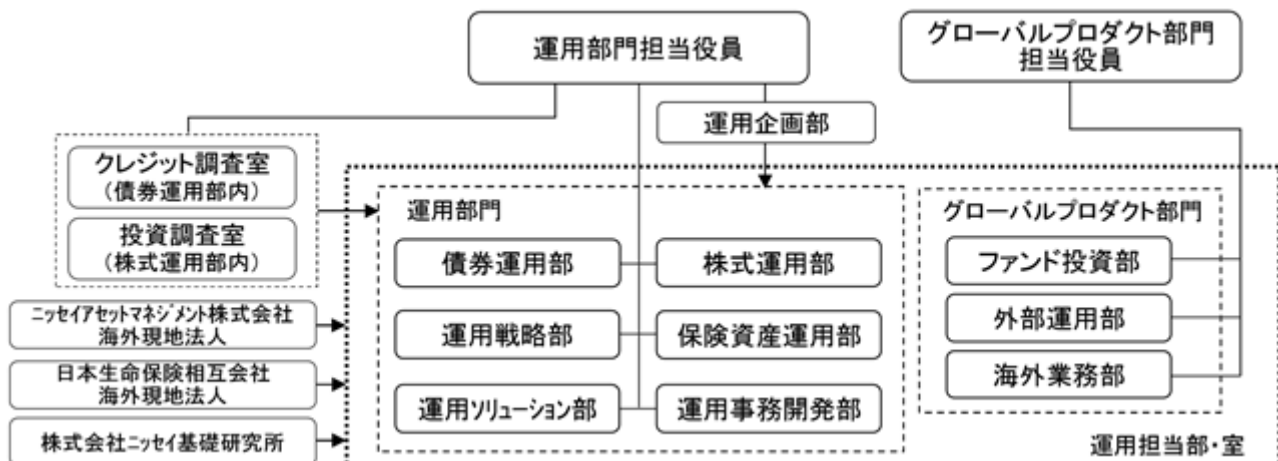 運用部門担当役員
グローバルプロダクト部門
担当役員
運用企画部
クレジット調査室
(債券運用部内)
投資調査室
(株式運用部内)
運用部門
債券運用部
株式運用部
運用戦略部
保険資産運用部
運用ソリューション部
運用事務開発部
グローバルプロダクト部門
ファンド投資部
外部運用部
海外業務部
ニッセイアセットマネジメント株式会社
海外現地法人
日本生命保険相互会社
海外現地法人
株式会社ニッセイ基礎研究所
運用担当部・室